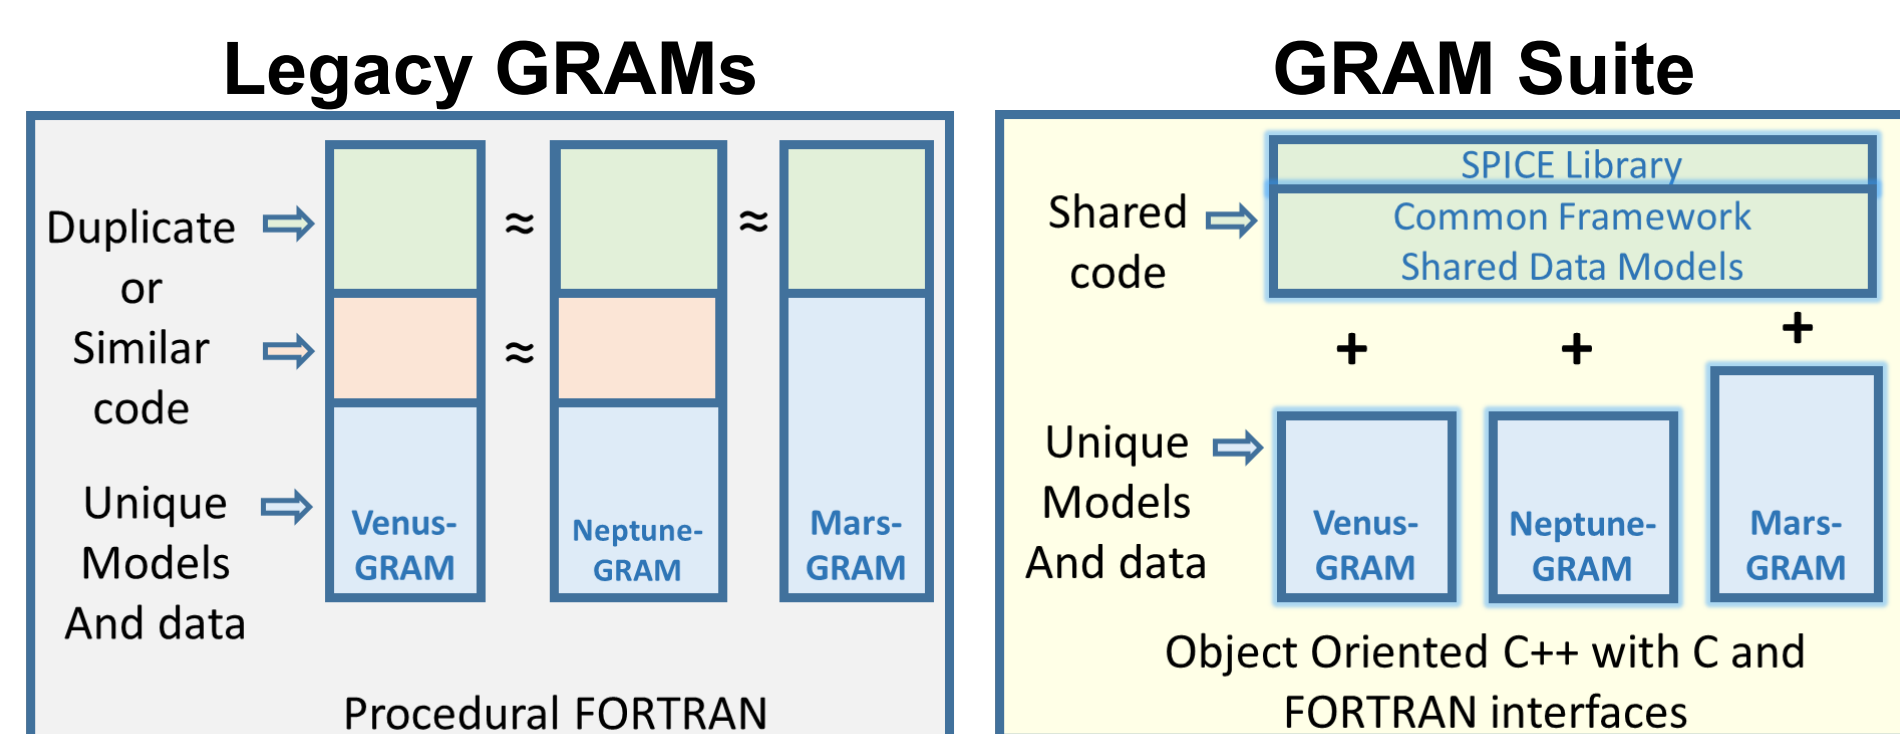 Legacy GRAMs
Duplicate
or
Similar
code
Unique
Models
And data
≈
≈
≈
Venus-
GRAM
Neptune-
GRAM
Mars-
GRAM
Procedural FORTRAN
GRAM Suite
Shared
code
SPICE Library
Common Framework
Shared Data Models
+
+
+
Unique
Models
And data
Venus-
GRAM
Neptune-
GRAM
Mars-
GRAM
Object Oriented C++ with C and
FORTRAN interfaces